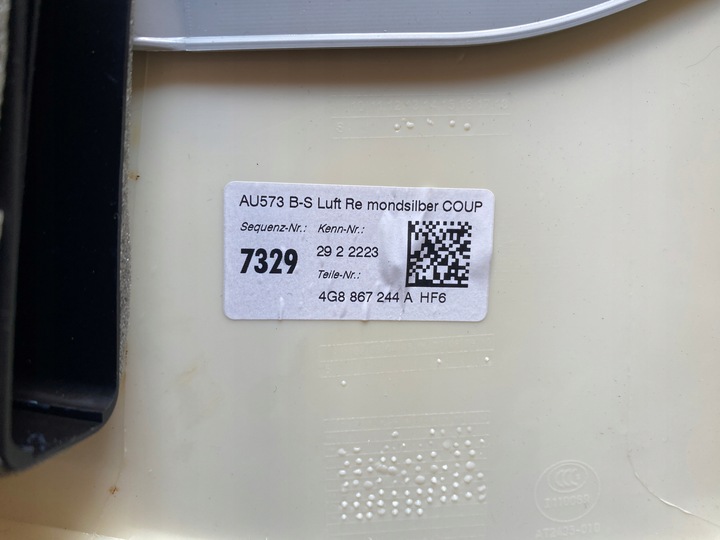 AU573 B-S Luft Re mondsilber COUP
Sequenz-Nr.: Kenn-Nr.:
7329 29 2 2223
Teile-Nr.:
4G8 867 244 A HF6
CCC